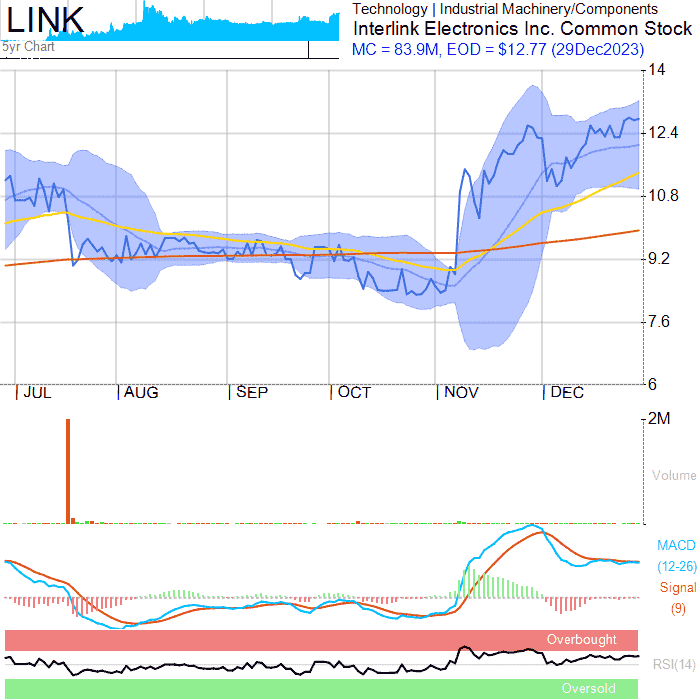 LINK
5yr Chart
Technology | Industrial Machinery/Components
Interlink Electronics Inc. Common Stock
MC = 83.9M, EOD = $12.77 (29Dec2023)
14
12.4
10.8
9.2
7.6
6
JUL AUG SEP OCT NOV DEC
2M
Volume
MACD
(12-26)
Signal
(9)
Overbought
RSI(14)
Oversold